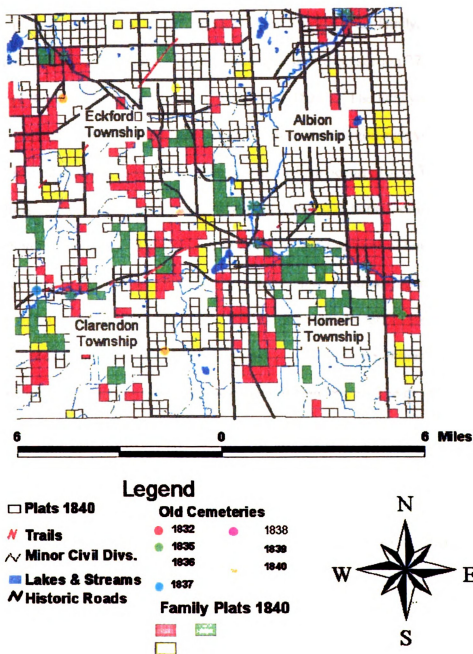 Eckford
Township
Albion
Township
Clarendon
Township
Homer
Township
6 0 6 Miles
Legend
Plats 1840
Trails
Minor Civil Divs.
Lakes & Streams
Historic Roads
Old Cemeteries
1832
1835
1836
1837
1838
1839
1840
Family Plats 1840
N
W E
S